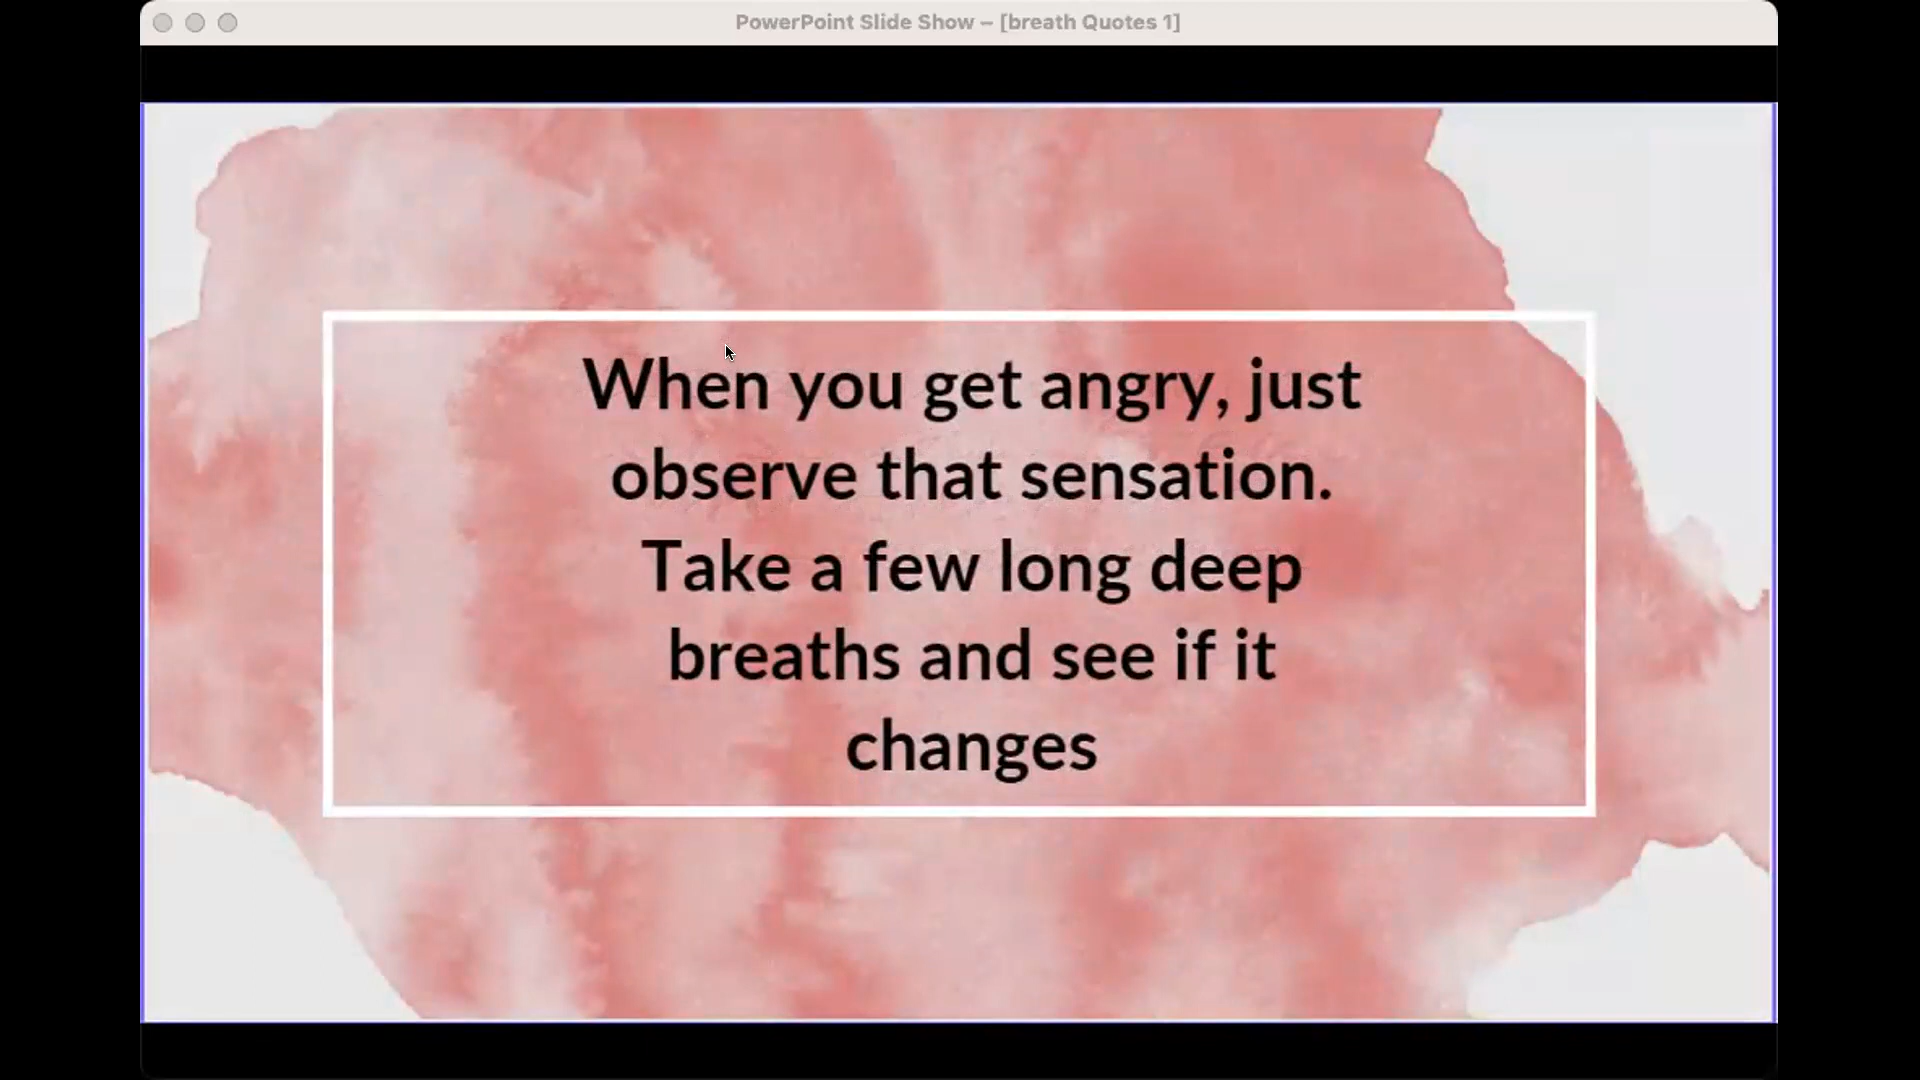 PowerPoint Slide Show – [breath Quotes 1]
When you get angry, just
observe that sensation.
Take a few long deep
breaths and see if it
changes